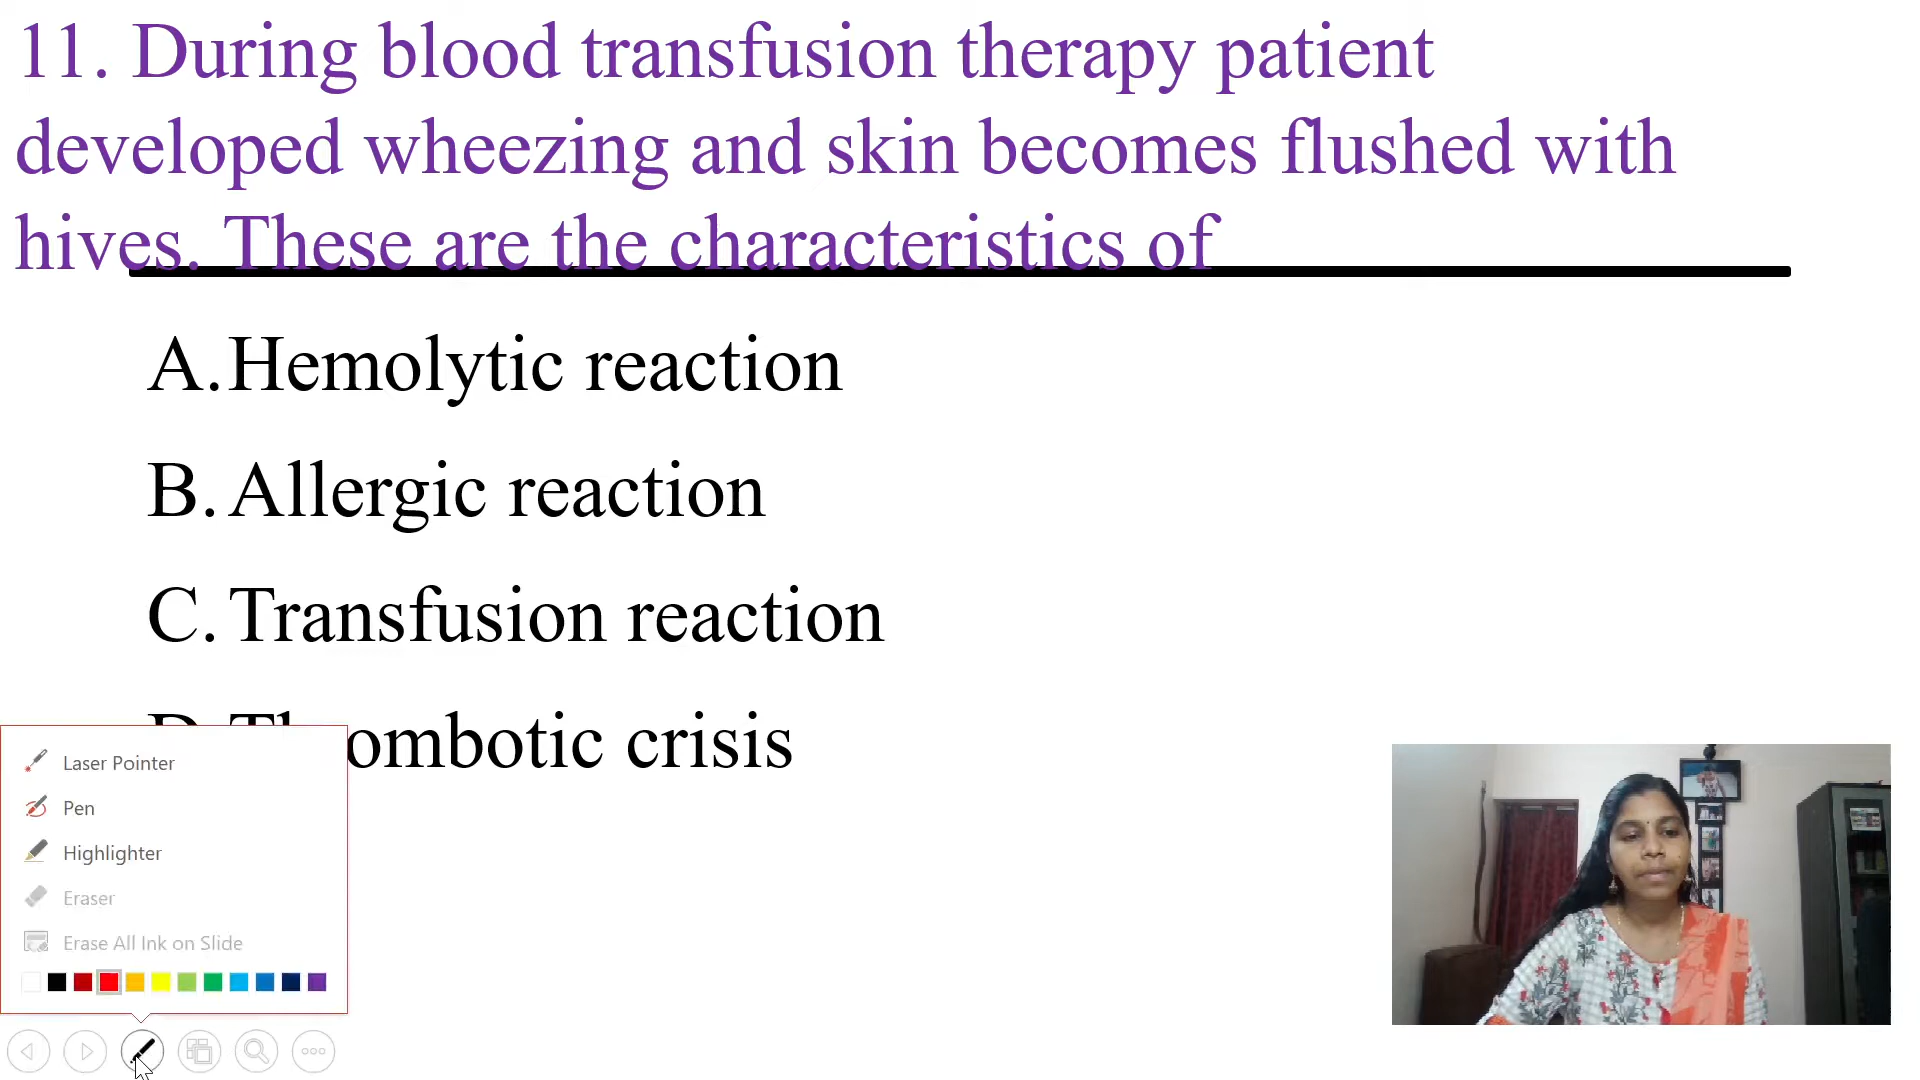 11. During blood transfusion therapy patient
developed wheezing and skin becomes flushed with
hives. These are the characteristics of
A. Hemolytic reaction
B. Allergic reaction
C. Transfusion reaction
crisis
Laser Pointer
Pen
Highlighter
Eraser
Erase All Ink on Slide